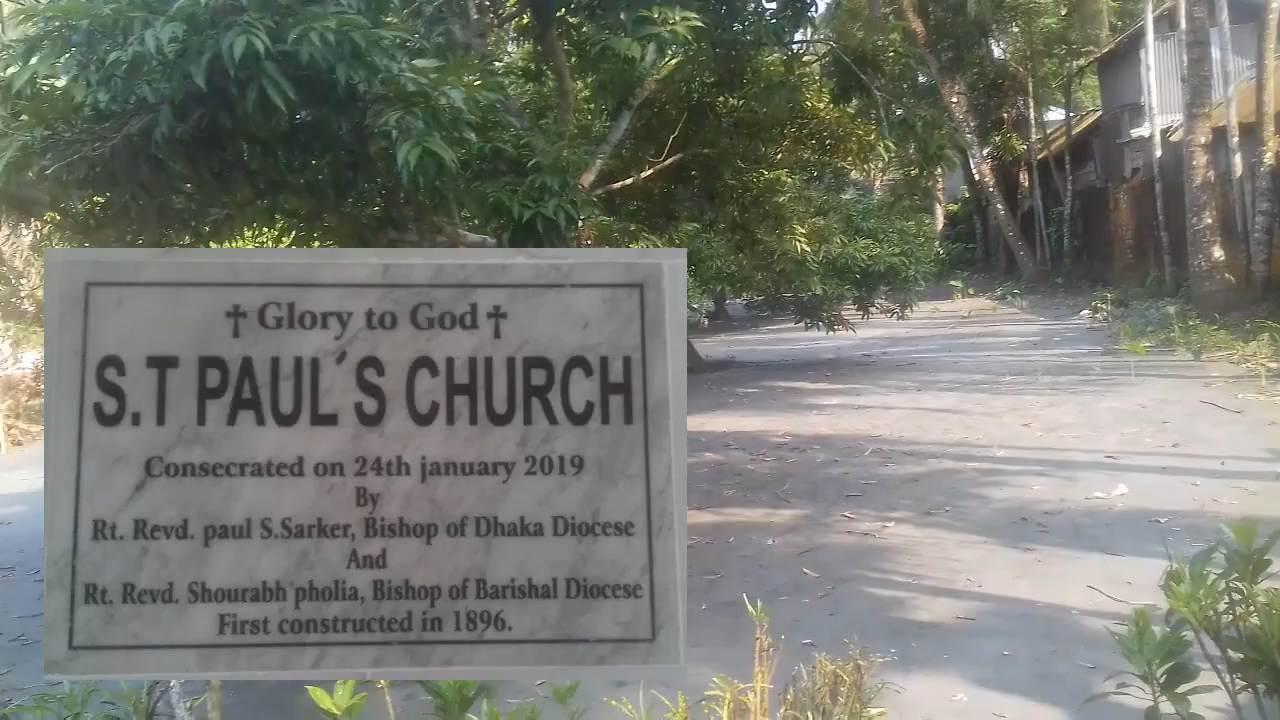 †Glory to God†
S.T PAUL´S CHURCH
Consecrated on 24th january 2019
By
Rt. Revd. paul S.Sarker, Bishop of Dhaka Diocese
And
Rt. Revd. Shourabh pholia, Bishop of Barishal Diocese
First constructed in 1896.